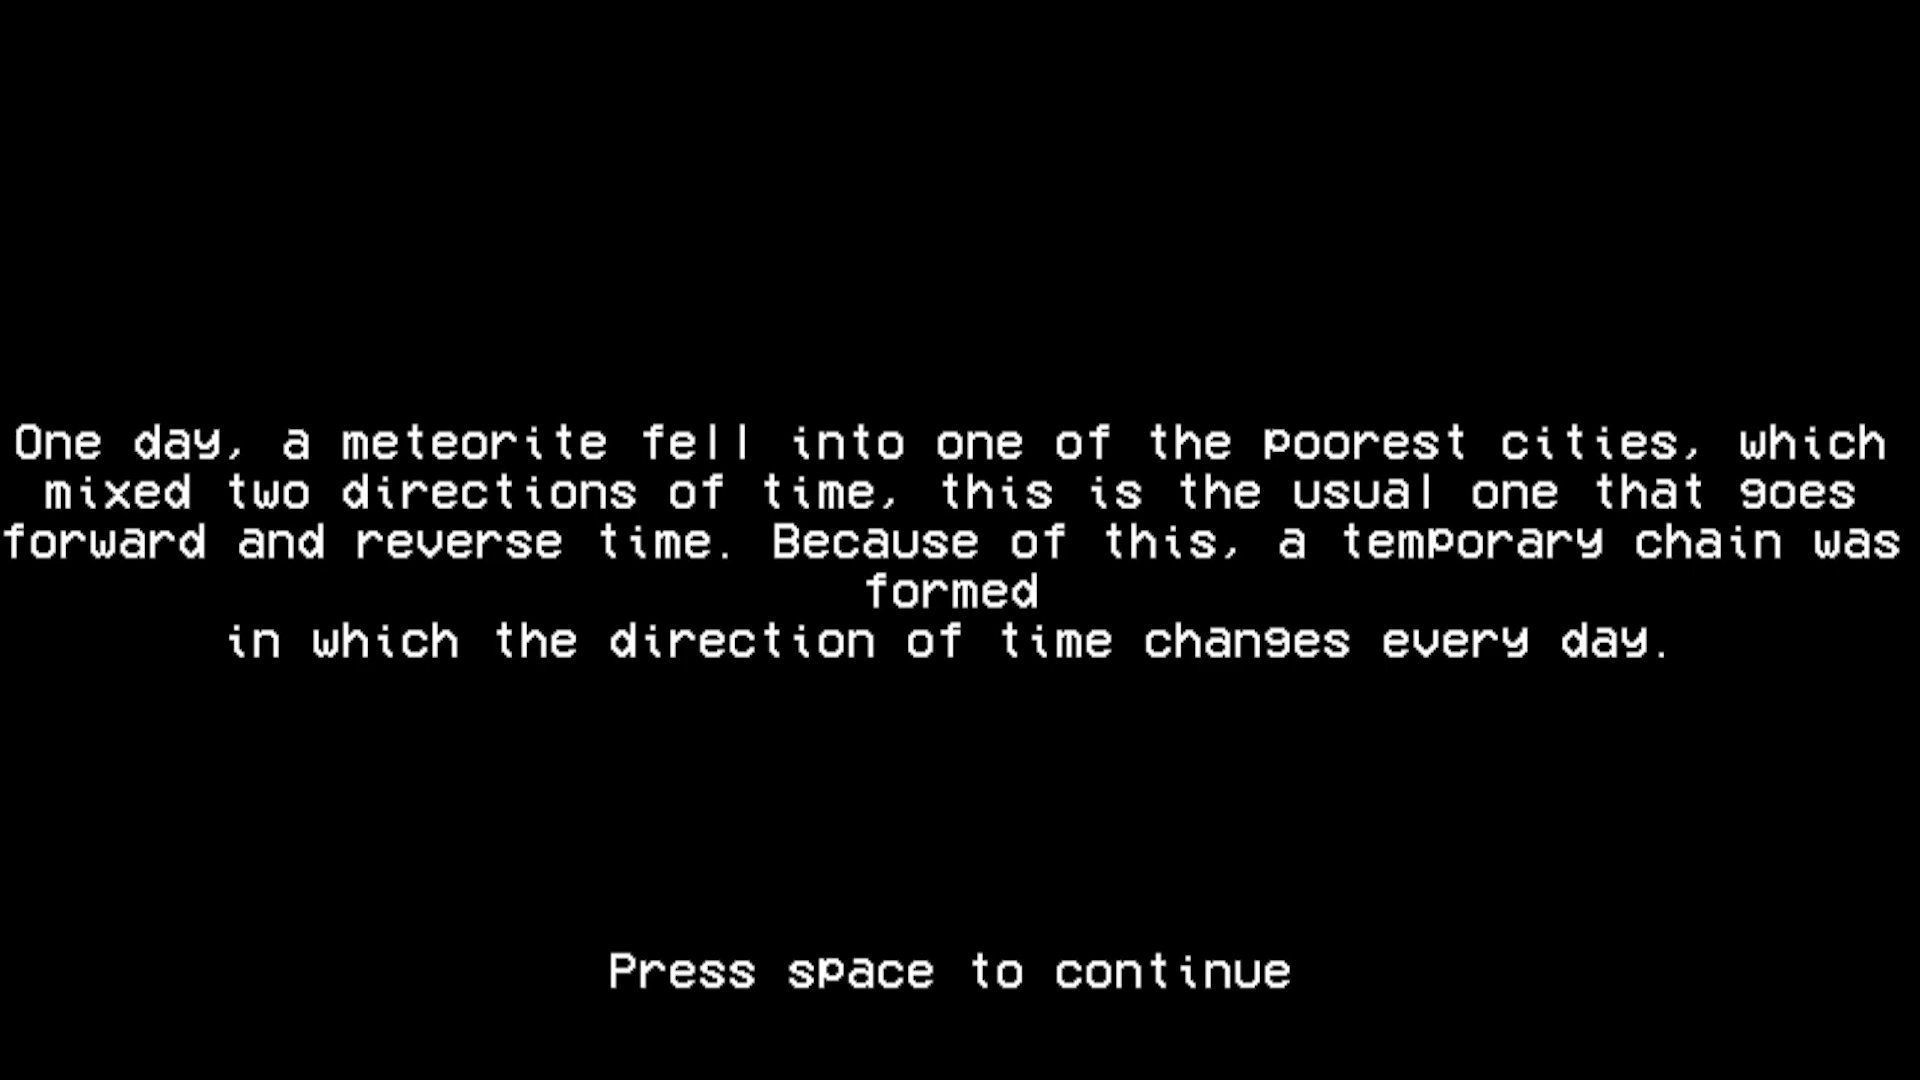 One day, a meteorite fell into one of the poorest cities, which
mixed two directions of time, this is the usual one that goes
forward and reverse time. Because of this, a temporary chain was
formed
in which the direction of time changes every day.
Press space to continue